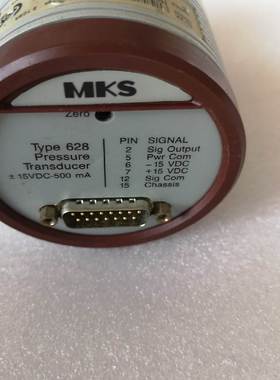 MKS
Zero
Type 628
Pressure
Transducer
± 15VDC-500 mA
PIN SIGNAL
2 Sig Output
5 Pwr Com
6 - 15 VDC
7 + 15 VDC
12 Sig Com
15 Chassis